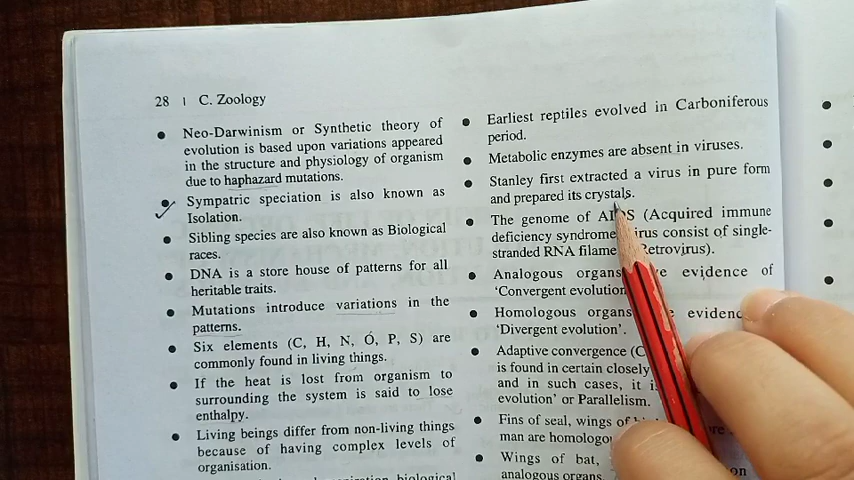 28 | C. Zoology
Neo-Darwinism or Synthetic theory of
evolution is based upon variations appeared
in the structure and physiology of organism
due to haphazard mutations.
Sympatric speciation is also known as
Isolation.
Sibling species are also known as Biological
races.
DNA is a store house of patterns for all
heritable traits.
Mutations introduce variations in the
patterns.
Six elements (C, H, N, Ó, P, S) are
commonly found in living things.
If the heat is lost from organism to
surrounding the system is said to lose
enthalpy.
Living beings differ from non-living things
because of having complex levels of
organisation.
biological
Earliest reptiles evolved in Carboniferous
period.
Metabolic enzymes are absent in viruses.
Stanley first extracted a virus in pure form
and prepared its crystals.
The genome of AIDS (Acquired immune
deficiency syndrome virus consist of single-
stranded RNA Retrovirus).
Analogous organs evidence of
'Convergent evolution
Homologous organs
'Divergent evolution'.
Adaptive convergence
is found in certain closely
and in such cases, it
evolution' or Parallelism.
Fins of seal, wings of
man are
Wings of bat,
analogous organs.